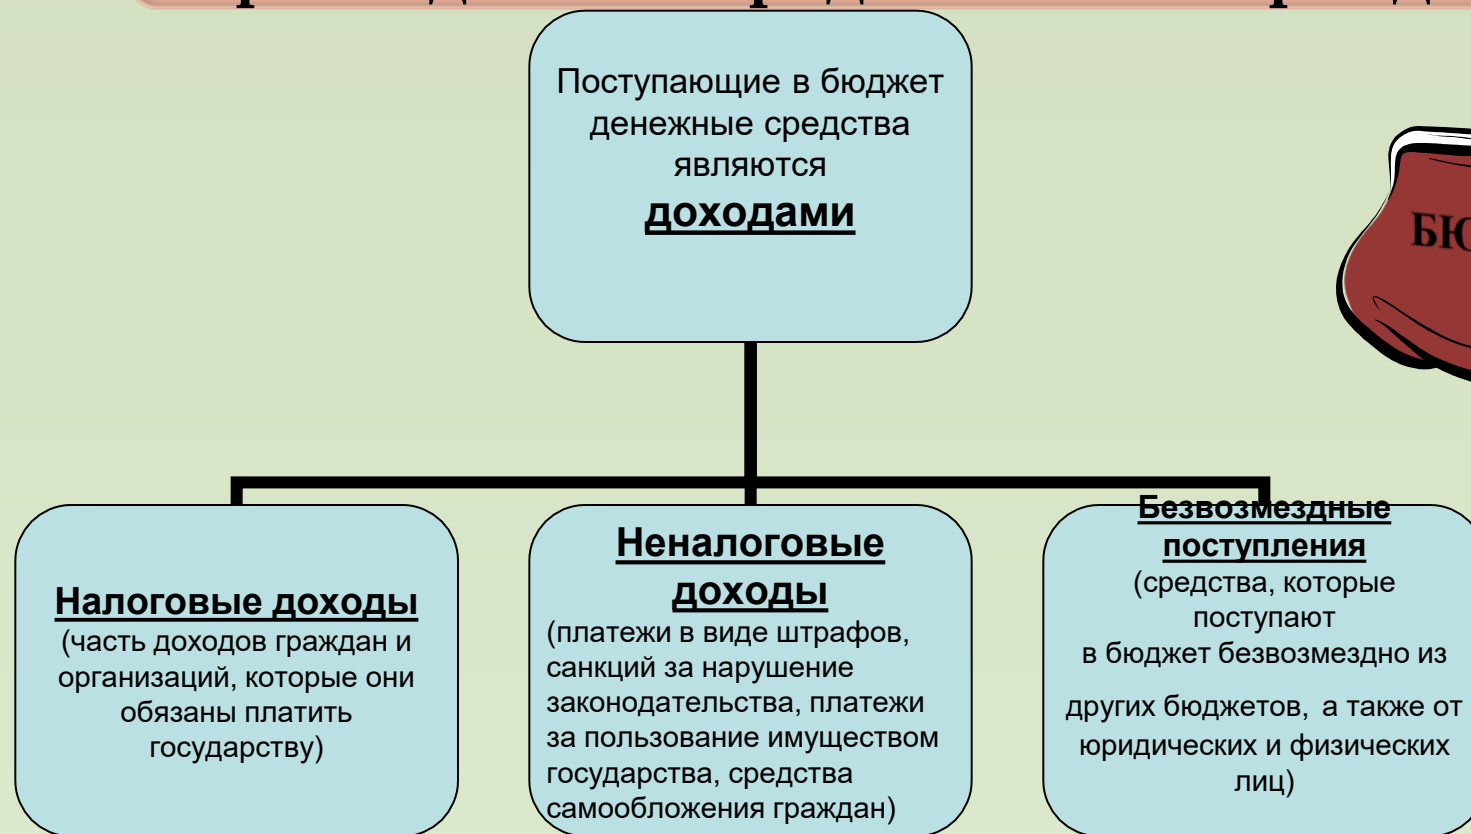 Поступающие в бюджет
денежные средства
являются
доходами
Налоговые доходы
(часть доходов граждан и
организаций, которые они
обязаны платить
государству)
Неналоговые
доходы
(платежи в виде штрафов,
санкций за нарушение
законодательства, платежи
за пользование имуществом
государства, средства
самообложения граждан)
Безвозмездные
поступления
(средства, которые
поступают
в бюджет безвозмездно из
других бюджетов, а также от
юридических и физических
лиц)